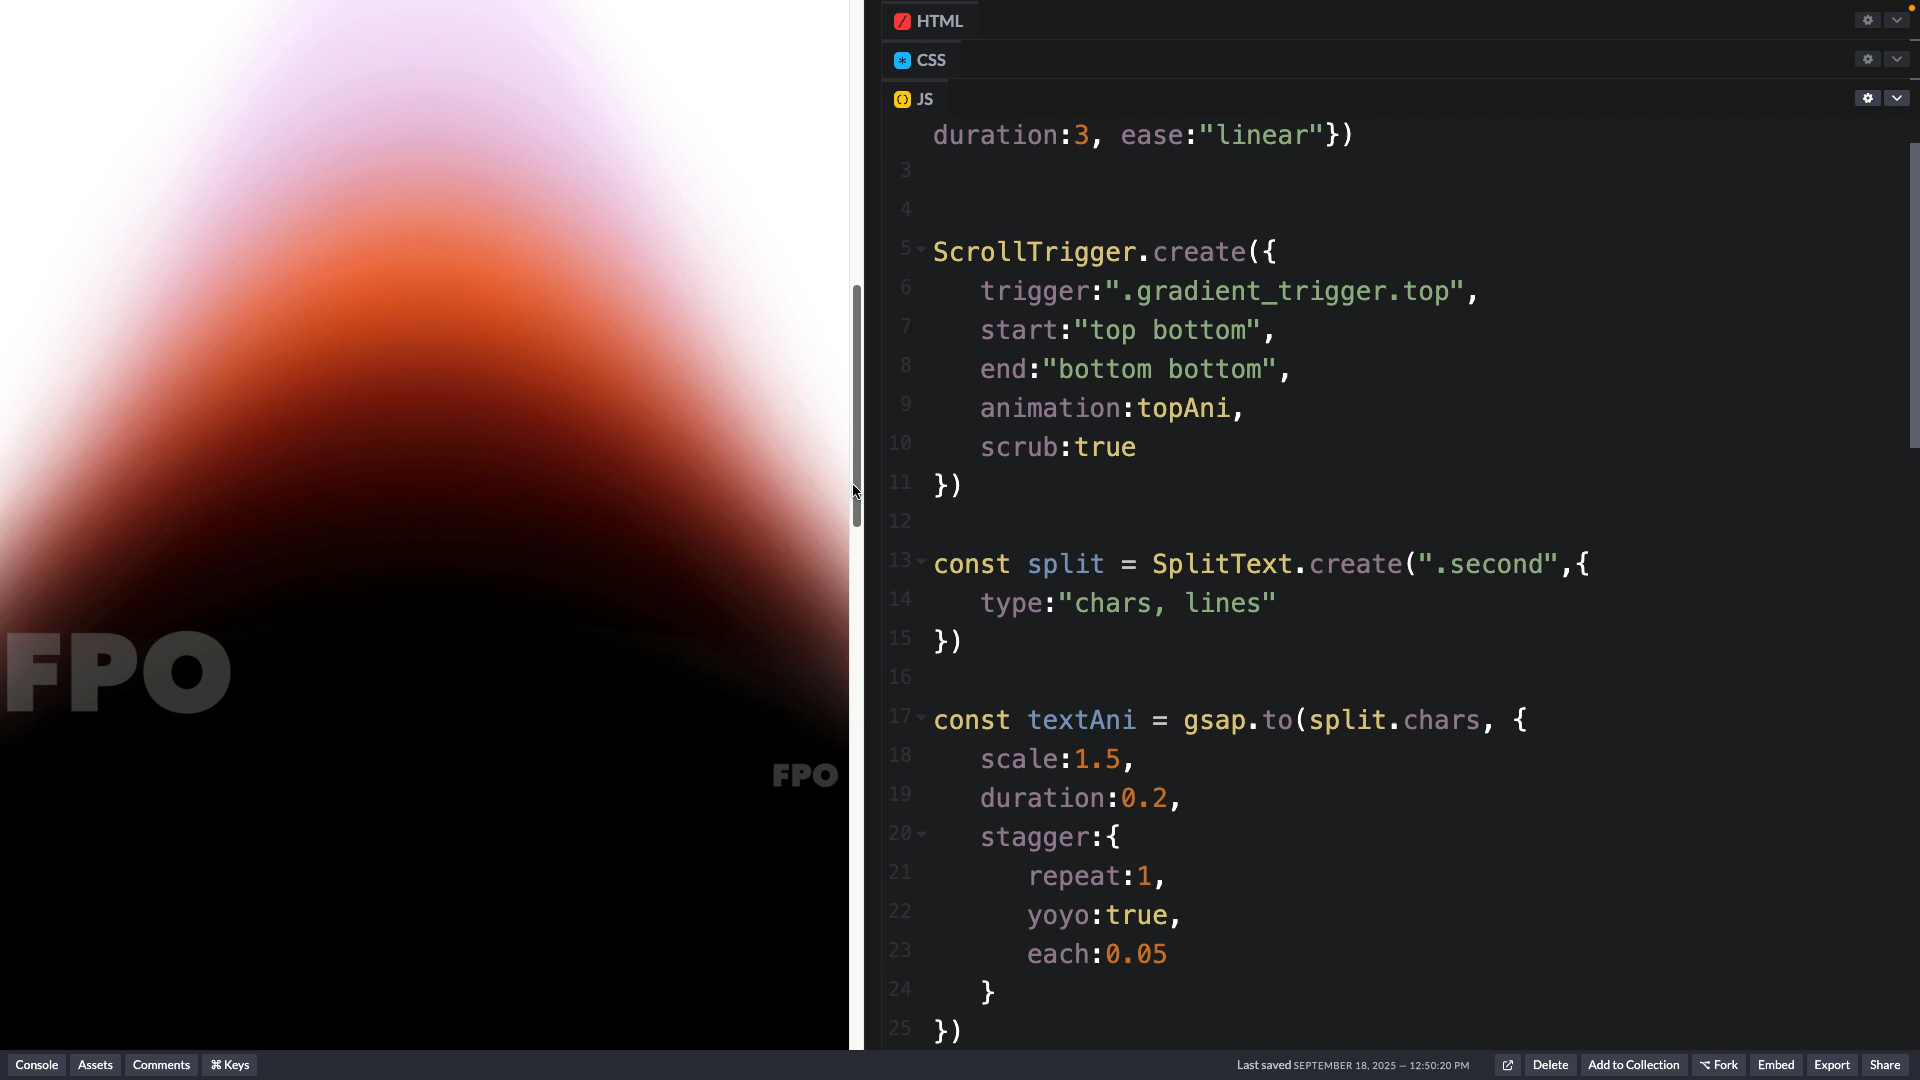 HTML
CSS
JS
duration:3, ease:"linear"})
3
4
5 ScrollTrigger.create({
6 trigger:".gradient_trigger.top",
7 start:"top bottom",
8 end:"bottom bottom",
9 animation:topAni,
10 scrub:true
11 })
12
13 const split = SplitText.create(".second",{
14 type:"chars, lines"
15 })
16
17 const textAni = gsap.to(split.chars, {
18 scale:1.5,
19 duration:0.2,
20 stagger:{
21 repeat:1,
22 yoyo:true,
23 each:0.05
24 }
25 })
FPO
FPO
Console Assets Comments ⌘ Keys Last saved SEPTEMBER 18, 2025 — 12:50:20 PM Delete Add to Collection ⌥ Fork Embed Export Share